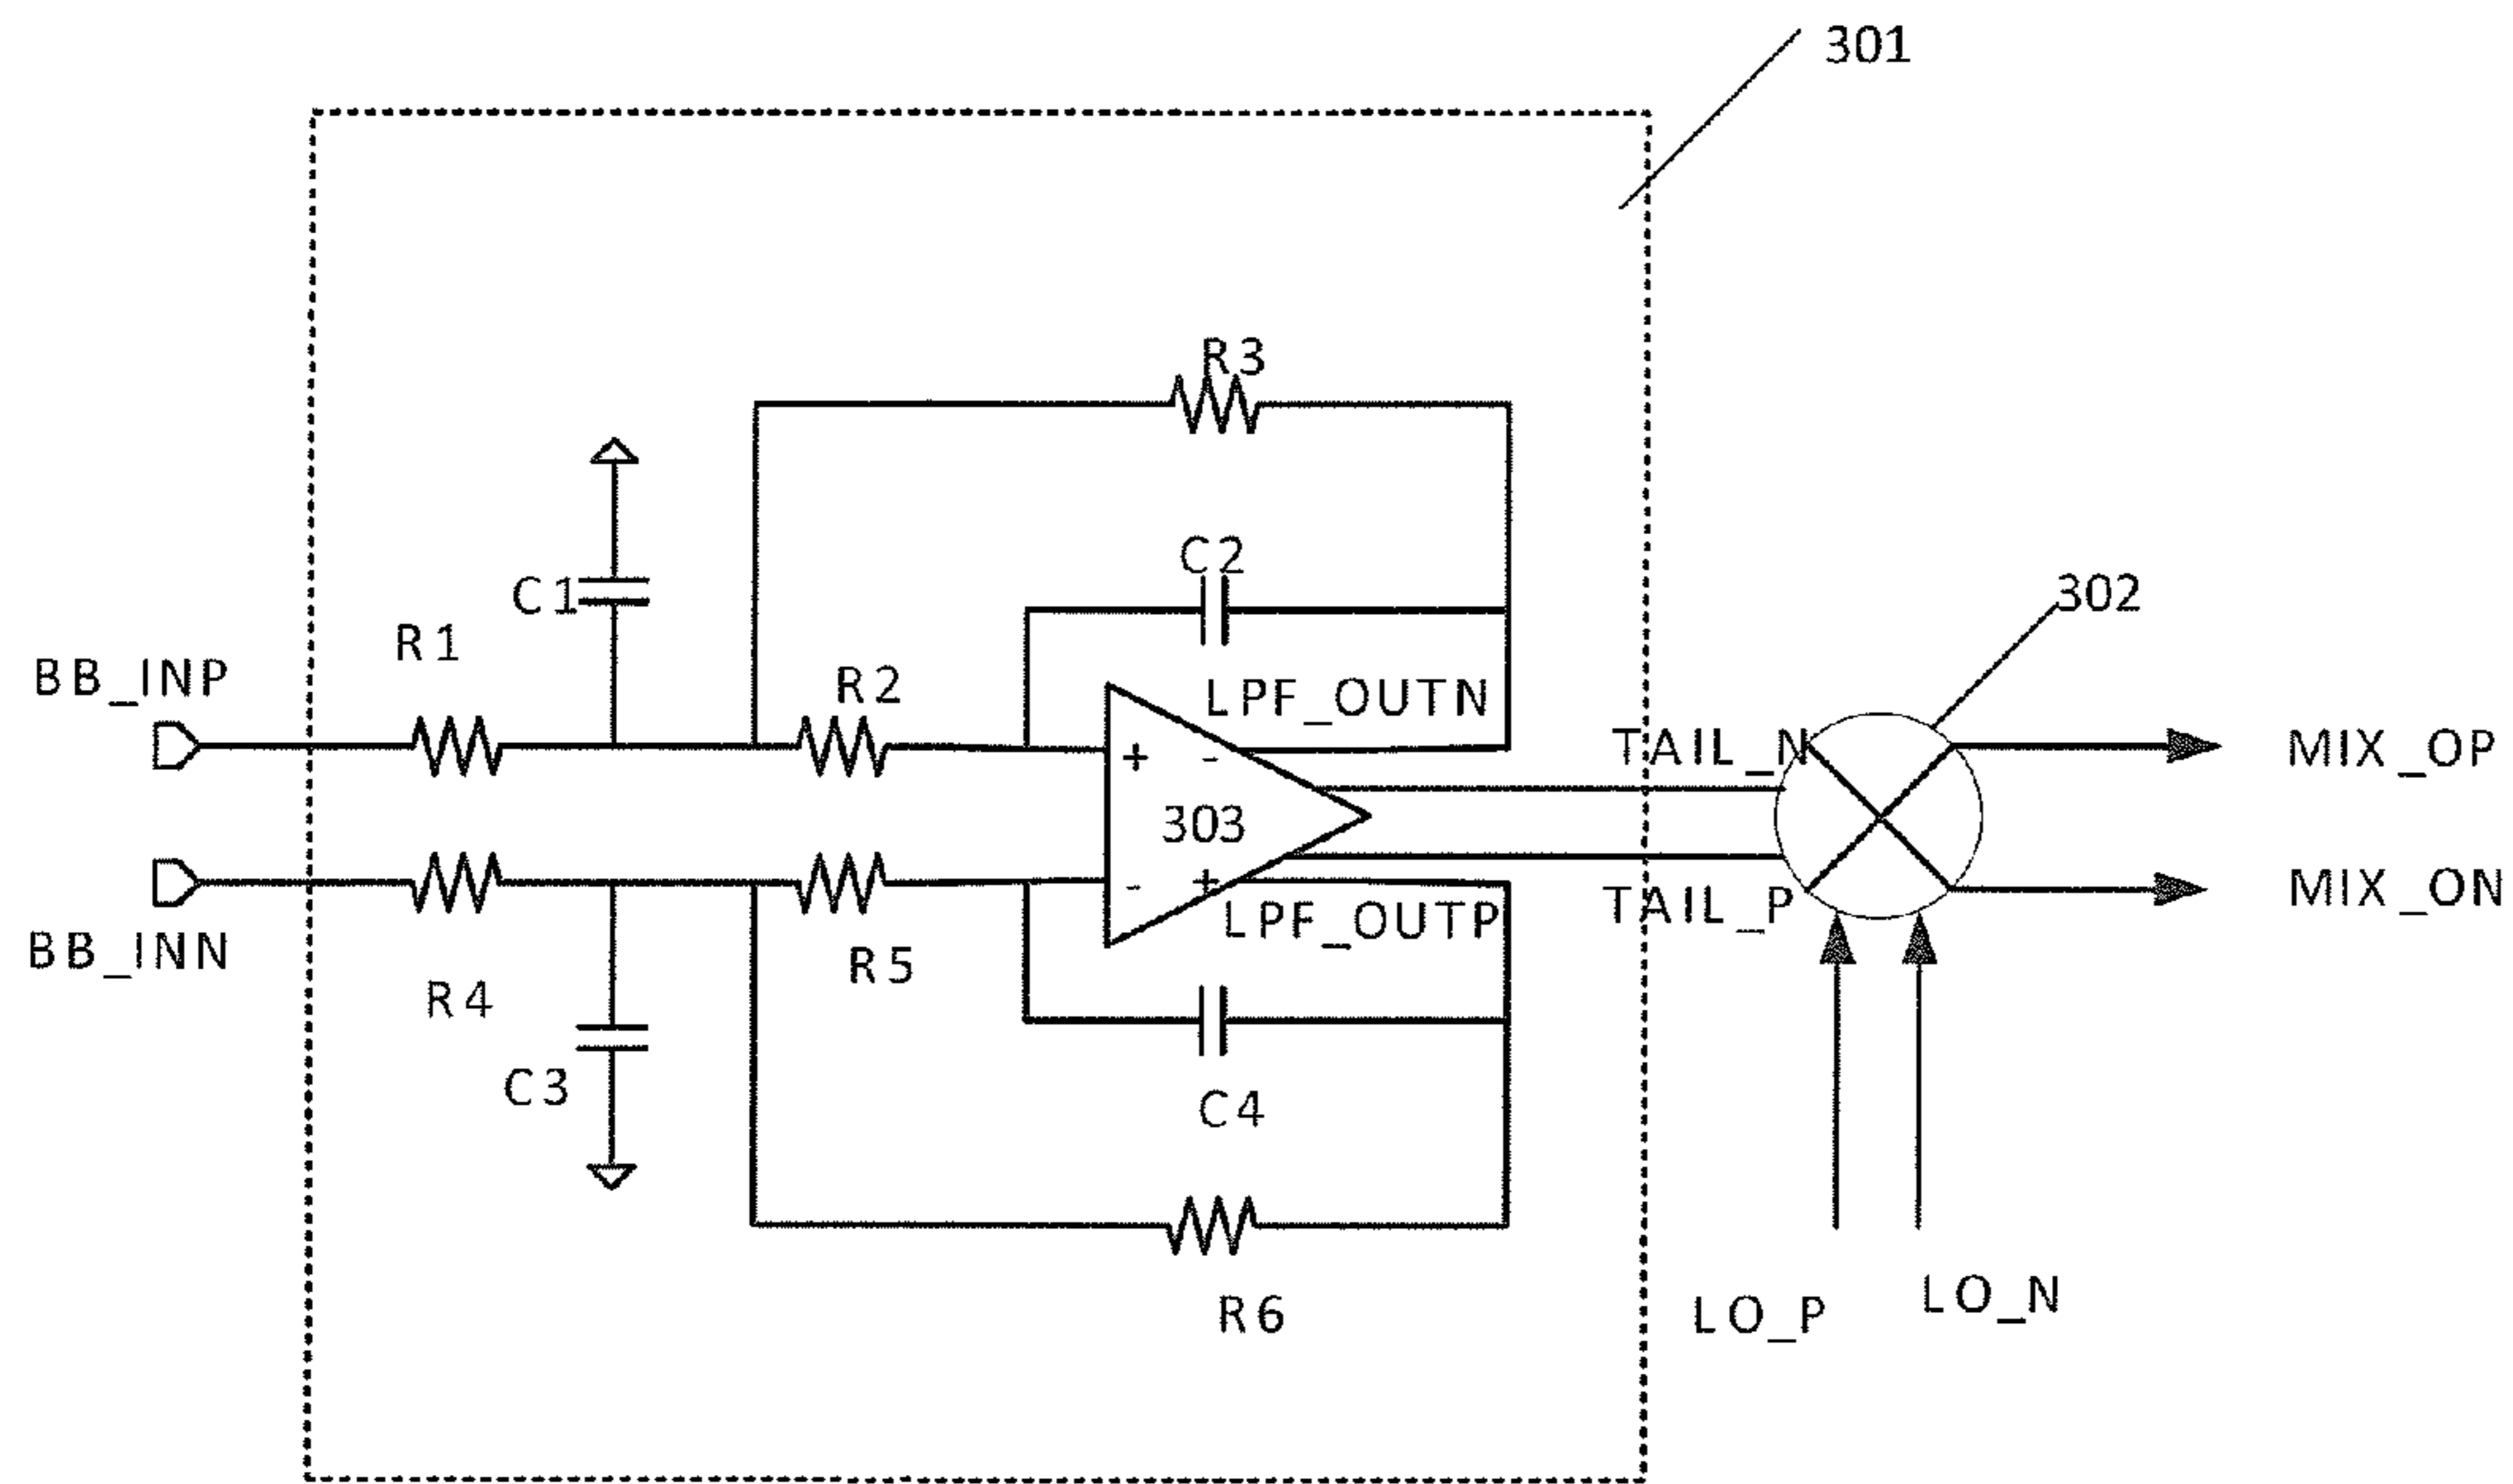 301
R3
C2
C1
302
R1
BB_INP
R2
LPF_OUTN
TAIL_N
MIX_OP
+
-
303
-
+
TAIL_P
MIX_ON
LPF_OUTP
BB_INN
R5
R4
C3
C4
LO_P
LO_N
R6